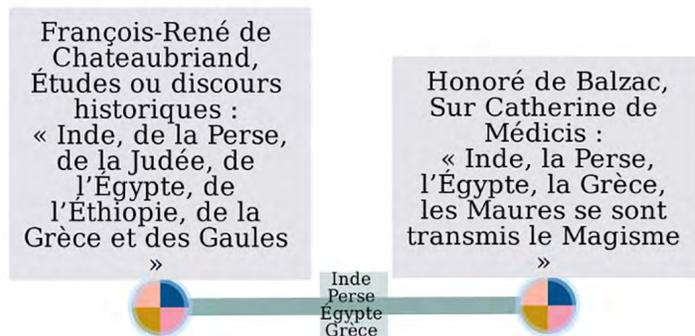 François-René de
Chateaubriand,
Études ou discours
historiques :
« Inde, de la Perse,
de la Judée, de
l’Égypte, de
l’Éthiopie, de la
Grèce et des Gaules
»
Honoré de Balzac,
Sur Catherine de
Médicis :
« Inde, la Perse,
l’Égypte, la Grèce,
les Maures se sont
transmis le Magisme
»
Inde
Perse
Égypte
Grèce